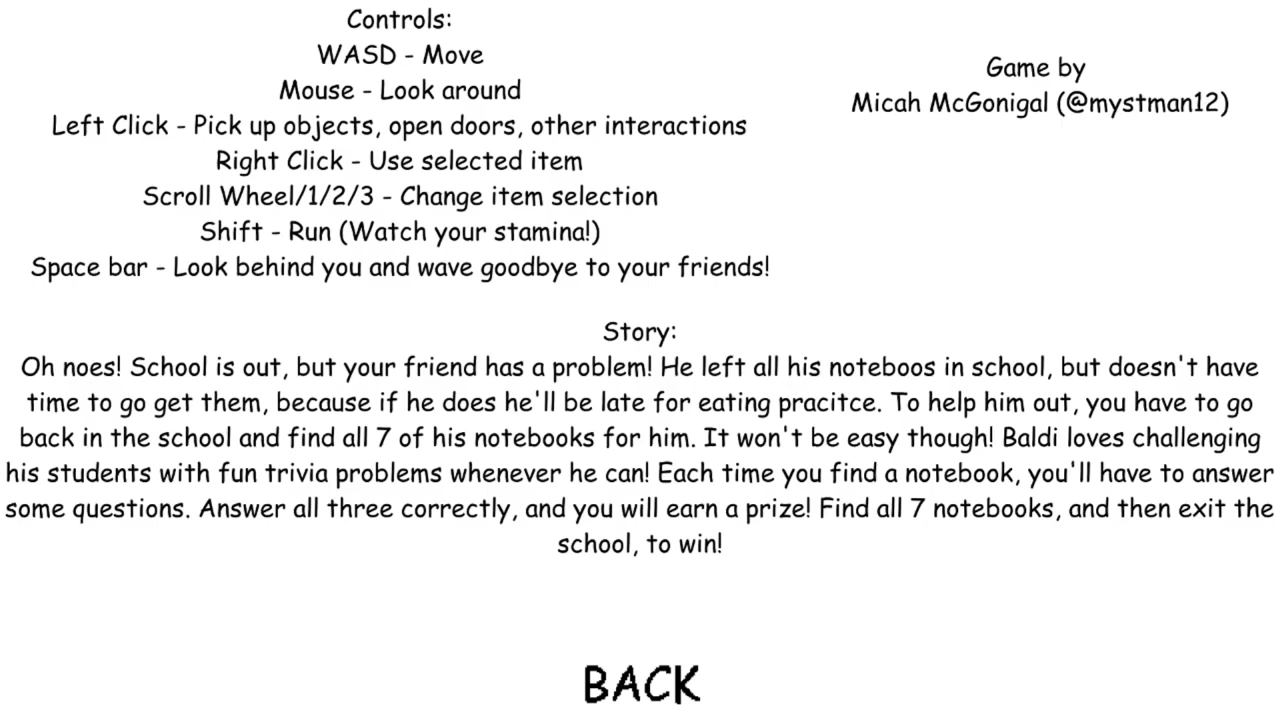 Controls:
WASD - Move
Mouse - Look around
Left Click - Pick up objects, open doors, other interactions
Right Click - Use selected item
Scroll Wheel/1/2/3 - Change item selection
Shift - Run (Watch your stamina!)
Space bar - Look behind you and wave goodbye to your friends!
Game by
Micah McGonigal (@mystman12)
Story:
Oh noes! School is out, but your friend has a problem! He left all his noteboos in school, but doesn't have
time to go get them, because if he does he'll be late for eating pracitce. To help him out, you have to go
back in the school and find all 7 of his notebooks for him. It won't be easy though! Baldi loves challenging
his students with fun trivia problems whenever he can! Each time you find a notebook, you'll have to answer
some questions. Answer all three correctly, and you will earn a prize! Find all 7 notebooks, and then exit the
school, to win!
BACK